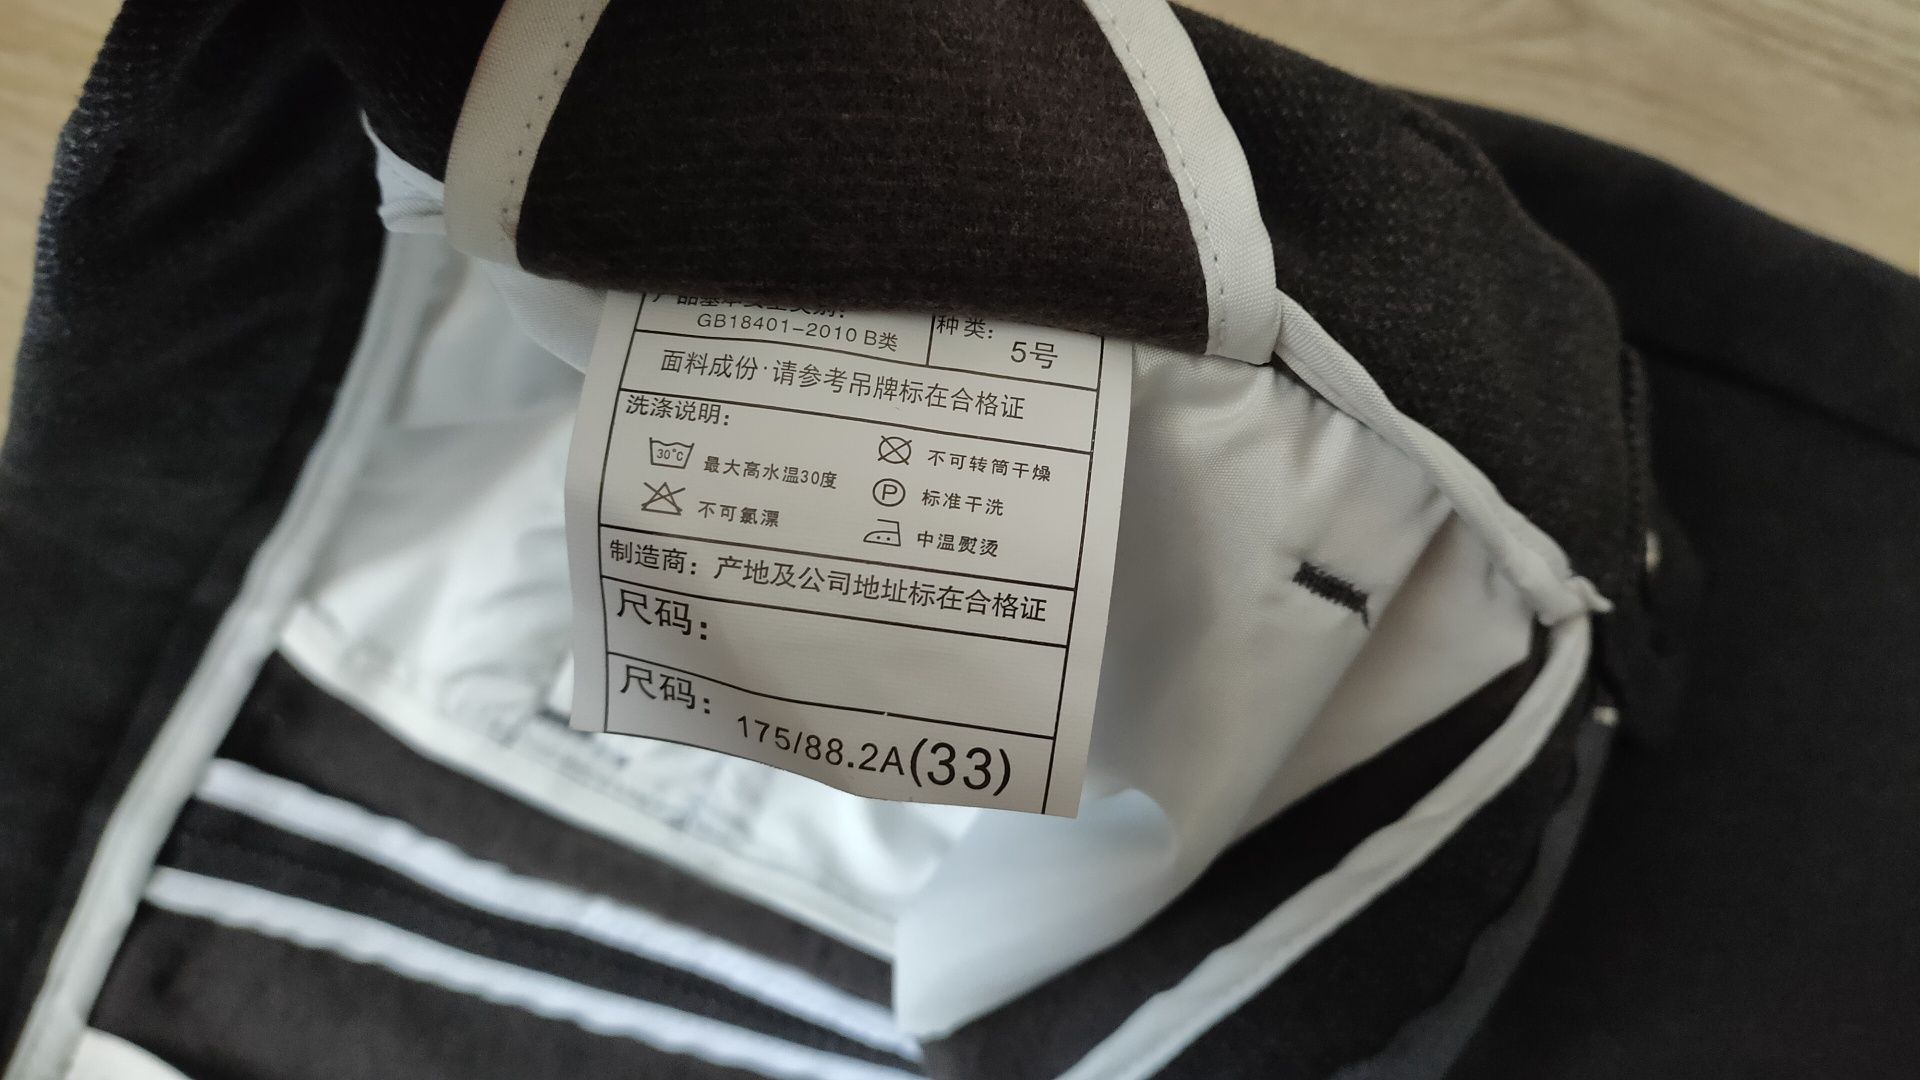 GB18401-2010 B类
种类:
5号
面料成份·请参考吊牌标在合格证
洗涤说明:
30°C 最大高水温30度
不可转筒干燥
P 标准干洗
不可氯漂
中温熨烫
制造商: 产地及公司地址标在合格证
尺码:
尺码: 175/88.2A(33)